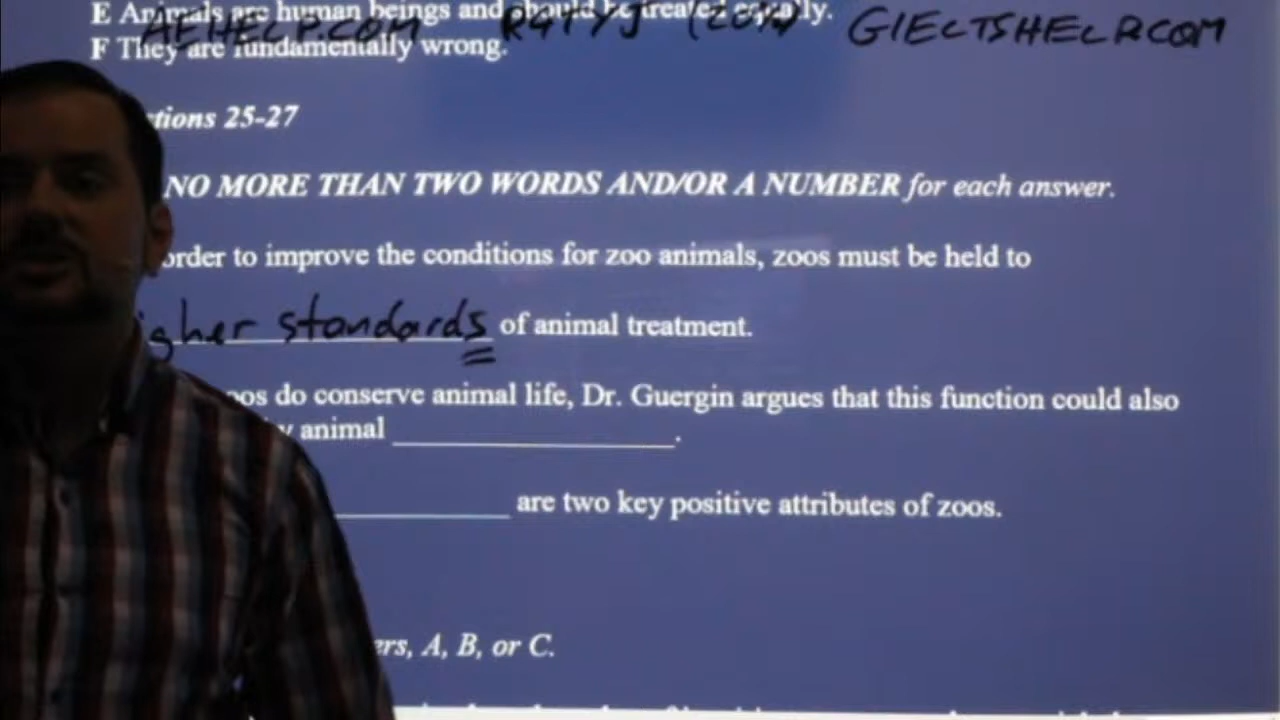 E Animals are human beings and should be treated equally.
AEHELP.COM R9TYJ GIELTSHELP.COM
F They are fundamentally wrong.
tions 25-27
NO MORE THAN TWO WORDS AND/OR A NUMBER for each answer.
order to improve the conditions for zoo animals, zoos must be held to
gher standards of animal treatment.
oos do conserve animal life, Dr. Guergin argues that this function could also
y animal
are two key positive attributes of zoos.
ers, A, B, or C.